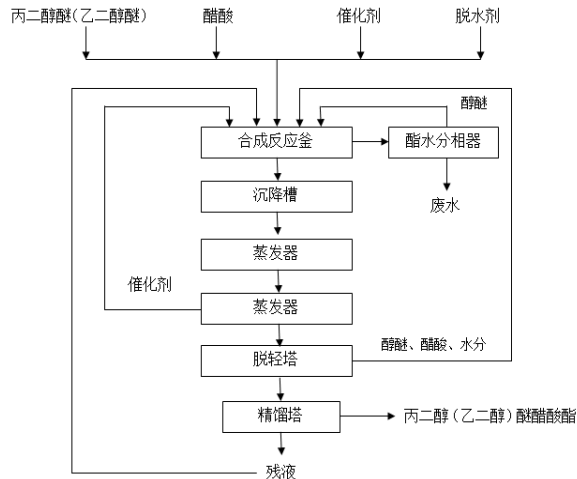 丙二醇醚(乙二醇醚) 醋酸 催化剂 脱水剂
醇醚
合成反应釜 酯水分相器
沉降槽 废水
蒸发器
催化剂
蒸发器
醇醚、醋酸、水分
脱轻塔
精馏塔 丙二醇(乙二醇)醚醋酸酯
残液